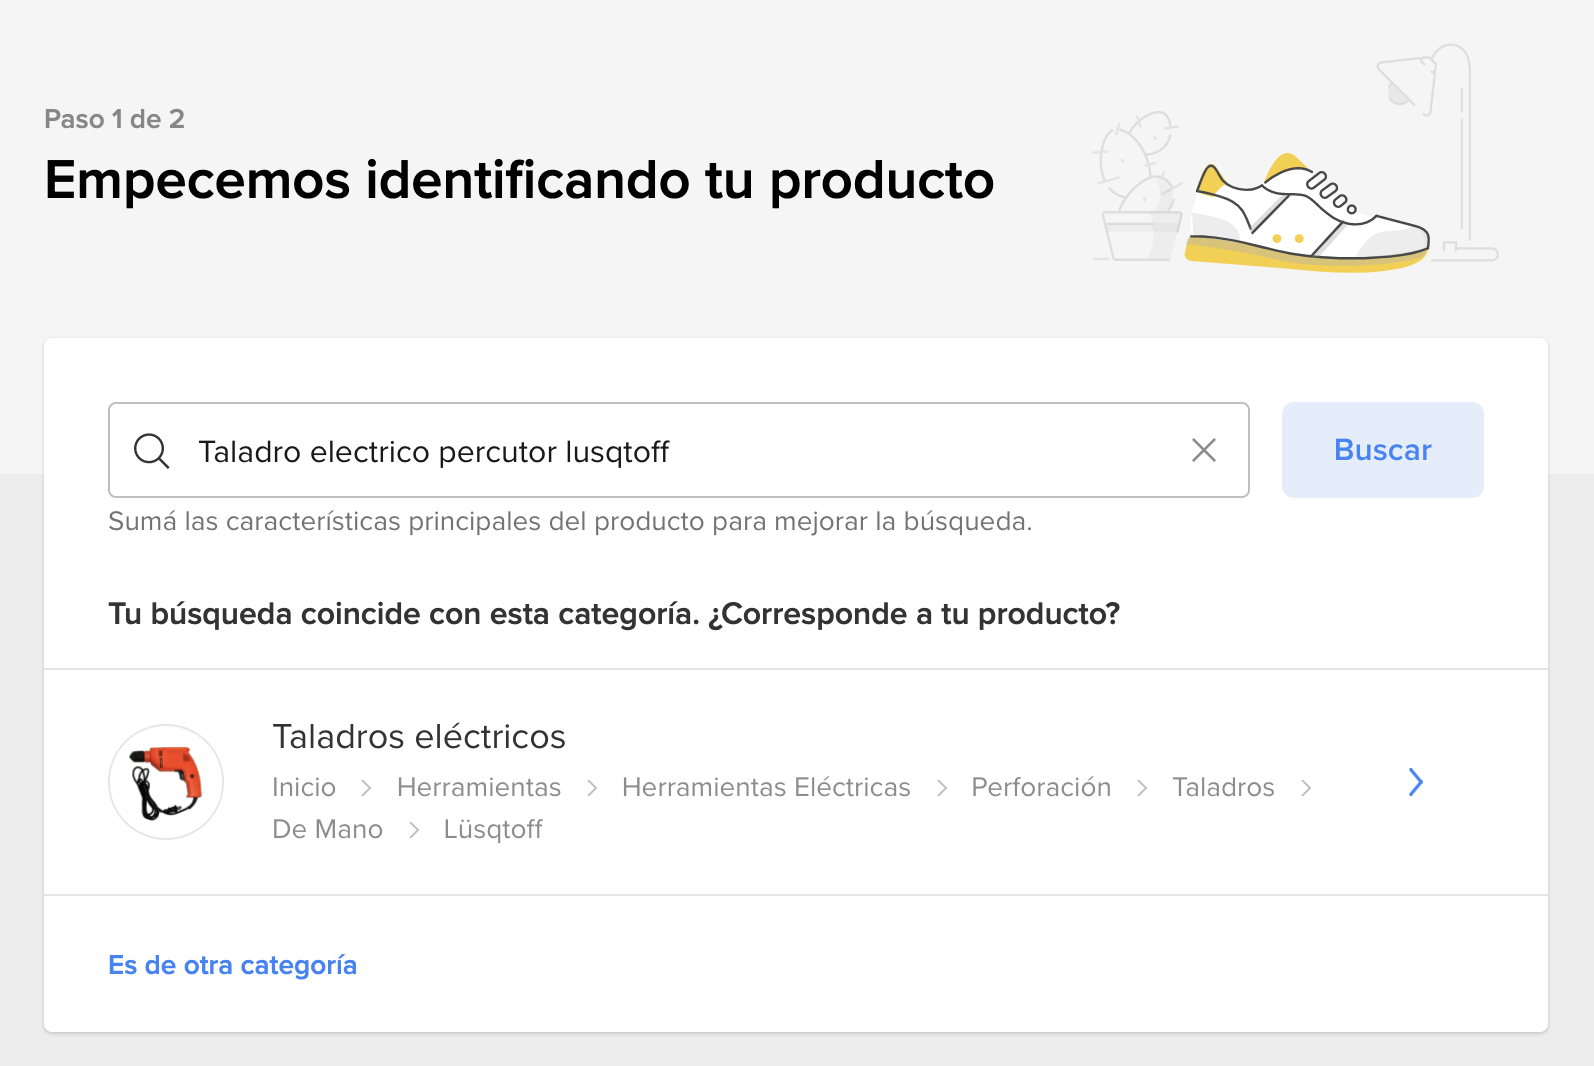 Paso 1 de 2
Empecemos identificando tu producto
Taladro electrico percutor lusqtoff
Buscar
Sumá las características principales del producto para mejorar la búsqueda.
Tu búsqueda coincide con esta categoría. ¿Corresponde a tu producto?
Taladros eléctricos
Inicio > Herramientas > Herramientas Eléctricas > Perforación > Taladros >
De Mano > Lüsqtoff
Es de otra categoría